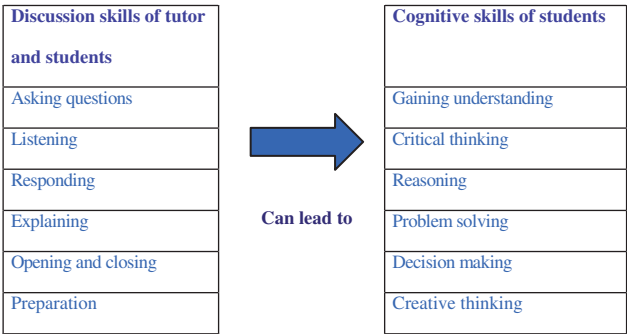 Discussion skills of tutor
and students
Asking questions
Listening
Responding
Explaining
Opening and closing
Preparation
Can lead to
Cognitive skills of students
Gaining understanding
Critical thinking
Reasoning
Problem solving
Decision making
Creative thinking